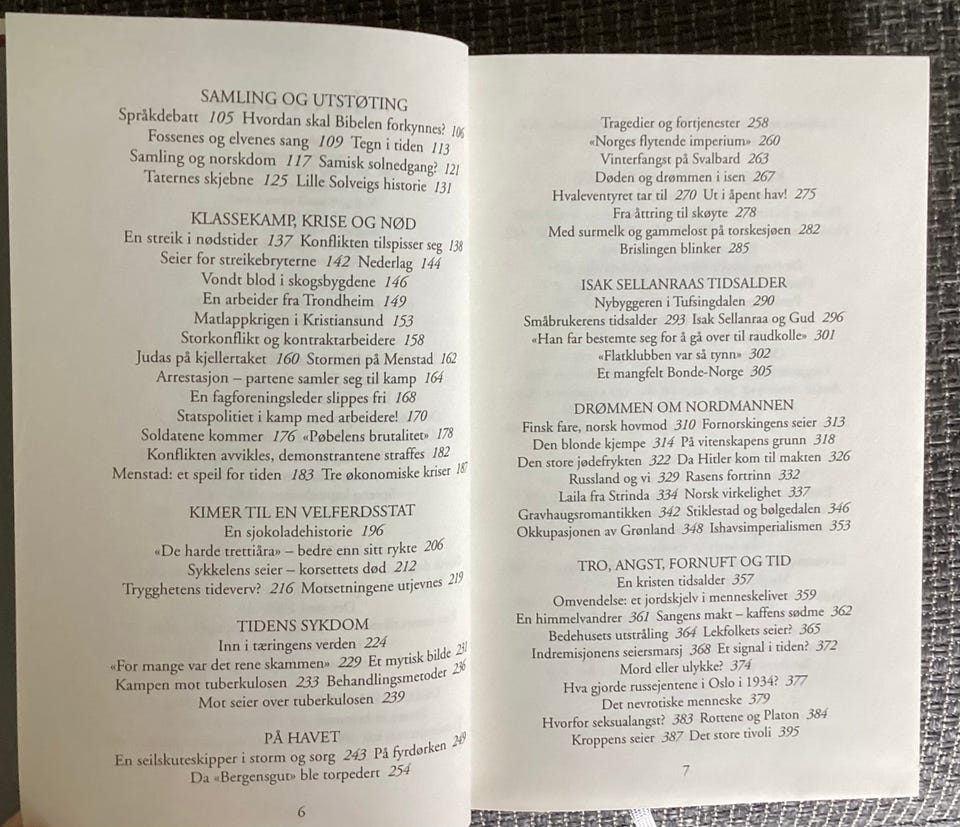 SAMLING OG UTSTØTING
Språkdebatt 105 Hvordan skal Bibelen forkynnes? 106
Fossenes og elvenes sang 109 Tegn i tiden 113
Samling og norskdom 117 Samisk solnedgang? 121
Taternes skjebne 125 Lille Solveigs historie 131
KLASSEKAMP, KRISE OG NØD
En streik i nødstider 137 Konflikten tilspisser seg 138
Seier for streikebryterne 142 Nederlag 144
Vondt blod i skogsbygdene 146
En arbeider fra Trondheim 149
Matlappkrigen i Kristiansund 153
Storkonflikt og kontraktarbeidere 158
Judas på kjellertaket 160 Stormen på Menstad 162
Arrestasjon – partene samler seg til kamp 164
En fagforeningsleder slippes fri 168
Statspolitiet i kamp med arbeidere! 170
Soldatene kommer 176 «Pøbelens brutalitet» 178
Konflikten avvikles, demonstrantene straffes 182
Menstad: et speil for tiden 183 Tre økonomiske kriser 187
KIMER TIL EN VELFERDSSTAT
En sjokoladehistorie 196
«De harde trettiåra» – bedre enn sitt rykte 206
Sykkelens seier – korsettets død 212
Trygghetens tideverv? 216 Motsetningene utjevnes 219
TIDENS SYKDOM
Inn i tæringens verden 224
«For mange var det rene skammen» 229 Et mytisk bilde 231
Kampen mot tuberkulosen 233 Behandlingsmetoder 236
Mot seier over tuberkulosen 239
PÅ HAVET
En seilskuteskipper i storm og sorg 243 På fyrdørken 249
Da «Bergensgut» ble torpedert 254
6
Tragedier og fortjenester 258
«Norges flytende imperium» 260
Vinterfangst på Svalbard 263
Døden og drømmen i isen 267
Hvaleventyret tar til 270 Ut i åpent hav! 275
Fra åttring til skøyte 278
Med surmelk og gammelost på torskesjøen 282
Brislingen blinker 285
ISAK SELLANRAAS TIDSALDER
Nybyggeren i Tufsingdalen 290
Småbrukerens tidsalder 293 Isak Sellanraa og Gud 296
«Han far bestemte seg for å gå over til raudkolle» 301
«Flatklubben var så tynn» 302
Et mangfelt Bonde-Norge 305
DRØMMEN OM NORDMANNEN
Finsk fare, norsk hovmod 310 Fornorskingens seier 313
Den blonde kjempe 314 På vitenskapens grunn 318
Den store jødefrykten 322 Da Hitler kom til makten 326
Russland og vi 329 Rasens fortrinn 332
Laila fra Strinda 334 Norsk virkelighet 337
Gravhaugsromantikken 342 Stiklestad og bølgedalen 346
Okkupasjonen av Grønland 348 Ishavsimperialismen 353
TRO, ANGST, FORNUFT OG TID
En kristen tidsalder 357
Omvendelse: et jordskjelv i menneskelivet 359
En himmelvandrer 361 Sangens makt – kaffens sødme 362
Bedehusets utstråling 364 Lekfolkets seier? 365
Indremisjonens seiersmarsj 368 Et signal i tiden? 372
Mord eller ulykke? 374
Hva gjorde russejentene i Oslo i 1934? 377
Det nevrotiske menneske 379
Hvorfor seksualangst? 383 Rottene og Platon 384
Kroppens seier 387 Det store tivoli 395
7